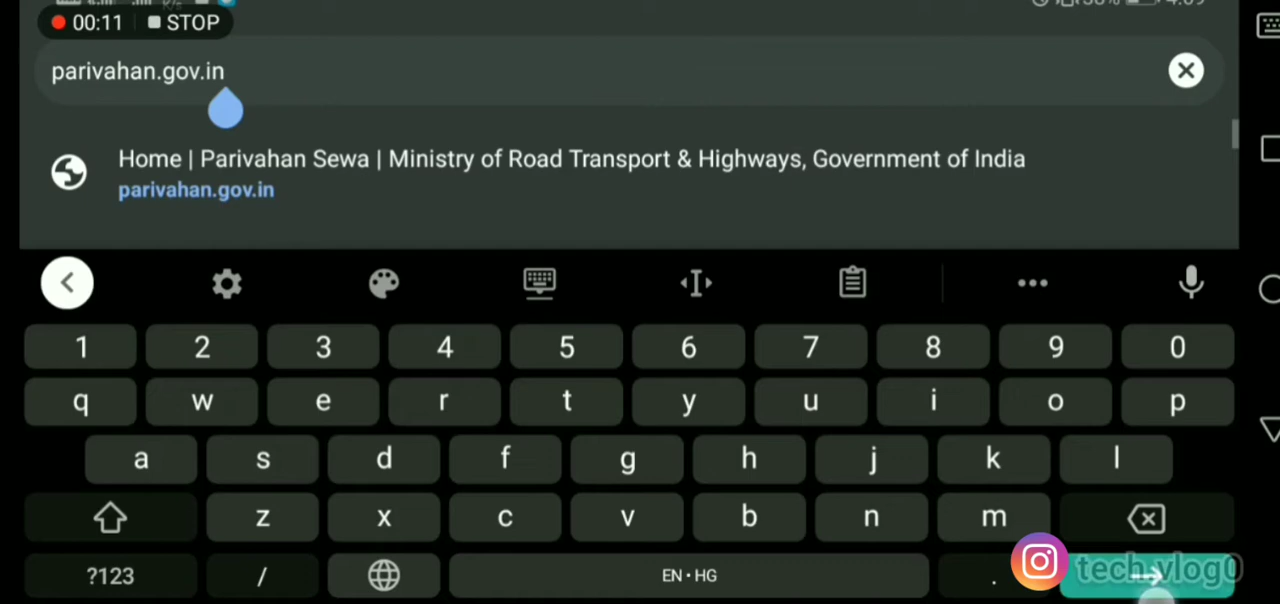 00:11 STOP
parivahan.gov.in
Home | Parivahan Sewa | Ministry of Road Transport & Highways, Government of India
parivahan.gov.in
1 2 3 4 5 6 7 8 9 0
q w e r t y u i o p
a s d f g h j k l
z x c v b n m
?123 / EN • HG .
tech.vlog0